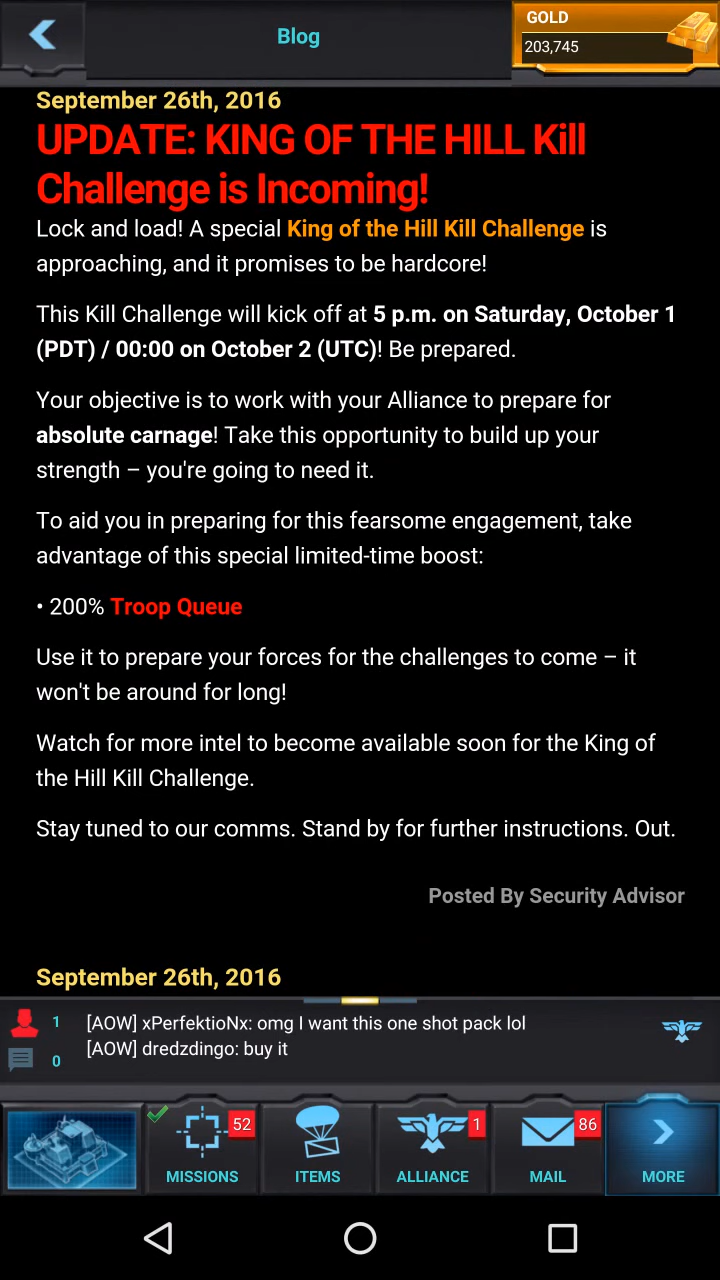 Blog
GOLD
203,745
September 26th, 2016
UPDATE: KING OF THE HILL Kill
Challenge is Incoming!
Lock and load! A special King of the Hill Kill Challenge is
approaching, and it promises to be hardcore!
This Kill Challenge will kick off at 5 p.m. on Saturday, October 1
(PDT) / 00:00 on October 2 (UTC)! Be prepared.
Your objective is to work with your Alliance to prepare for
absolute carnage! Take this opportunity to build up your
strength – you're going to need it.
To aid you in preparing for this fearsome engagement, take
advantage of this special limited-time boost:
• 200% Troop Queue
Use it to prepare your forces for the challenges to come – it
won't be around for long!
Watch for more intel to become available soon for the King of
the Hill Kill Challenge.
Stay tuned to our comms. Stand by for further instructions. Out.
Posted By Security Advisor
September 26th, 2016
1 [AOW] xPerfektioNx: omg I want this one shot pack lol
0 [AOW] dredzdingo: buy it
52 1 86
MISSIONS ITEMS ALLIANCE MAIL MORE